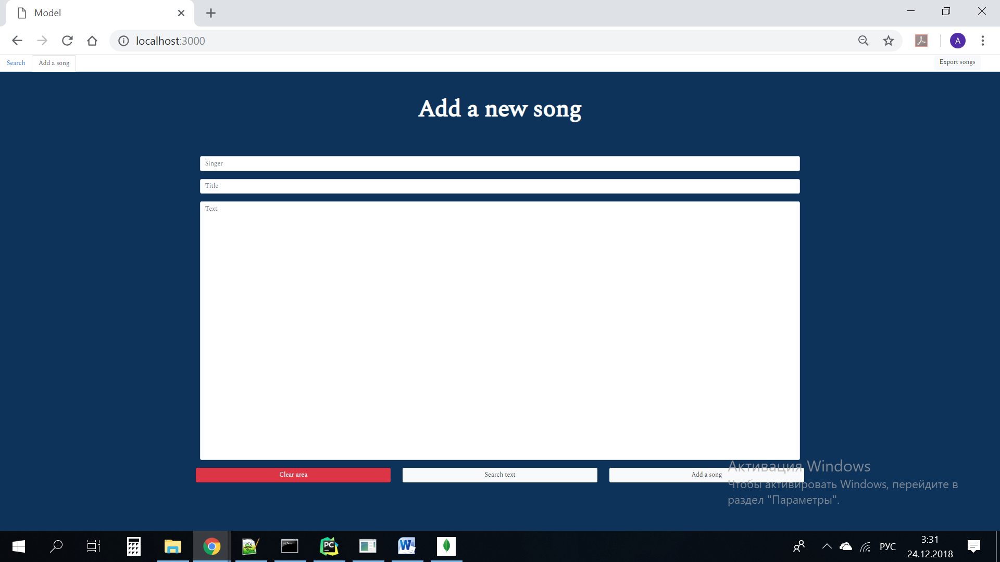 Model
localhost:3000
A
Search
Add a song
Export songs
Add a new song
Singer
Title
Text
Clear area
Search text
Add a song
Активация Windows
Чтобы активировать Windows, перейдите в
раздел "Параметры".
PC
W
РУС
3:31
24.12.2018